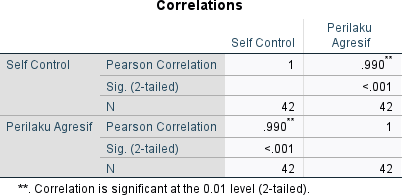 Correlations
Self Control Perilaku Agresif
Self Control Pearson Correlation 1 .990**
Sig. (2-tailed) <.001
N 42 42
Perilaku Agresif Pearson Correlation .990** 1
Sig. (2-tailed) <.001
N 42 42
**. Correlation is significant at the 0.01 level (2-tailed).